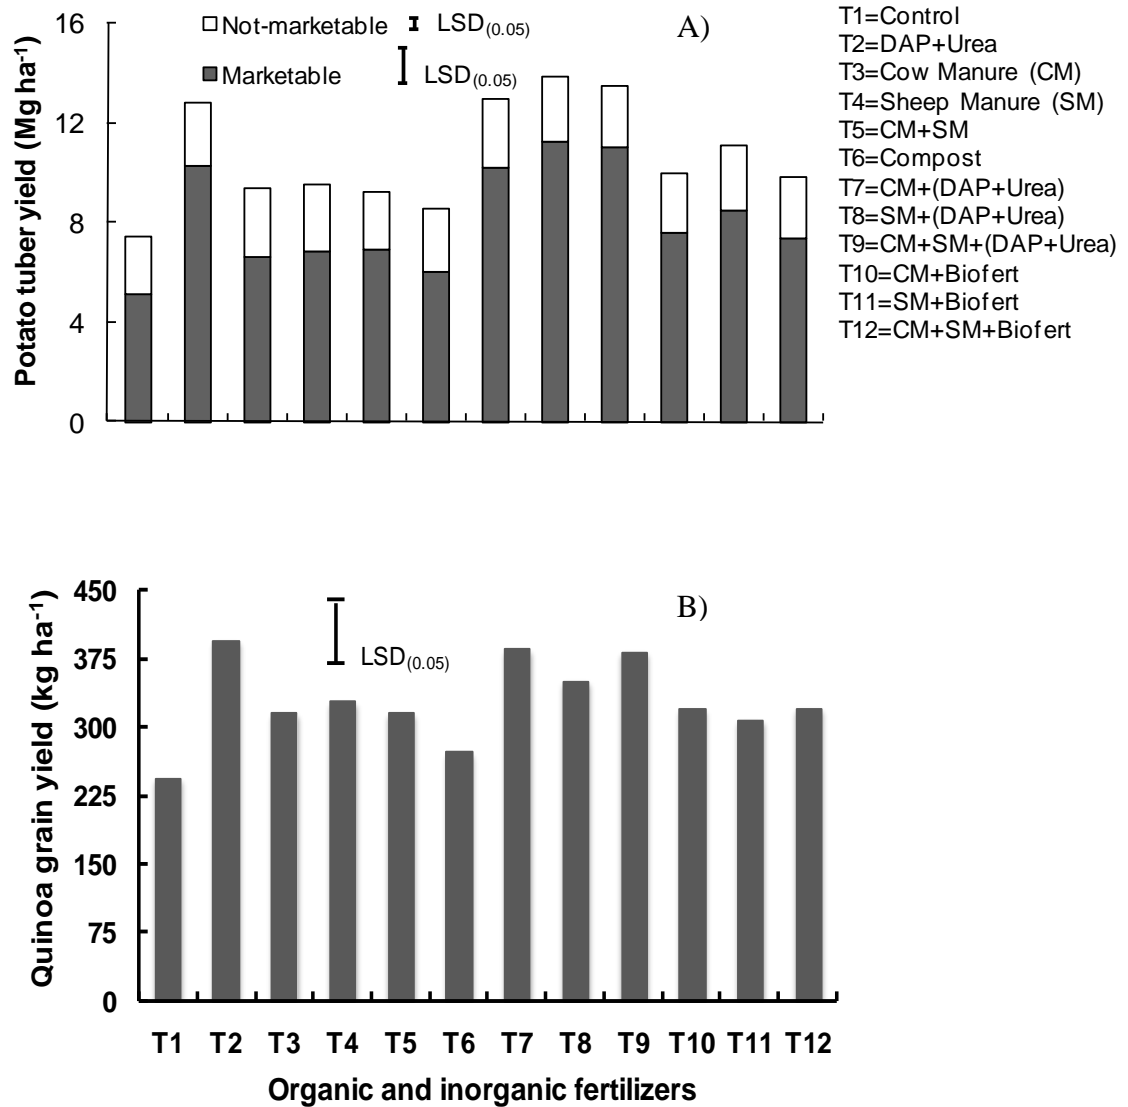 16
12
8
4
0
Potato tuber yield (Mg ha-1)
Not-marketable
LSD(0.05)
Marketable
LSD(0.05)
A)
T1=Control
T2=DAP+Urea
T3=Cow Manure (CM)
T4=Sheep Manure (SM)
T5=CM+SM
T6=Compost
T7=CM+(DAP+Urea)
T8=SM+(DAP+Urea)
T9=CM+SM+(DAP+Urea)
T10=CM+Biofert
T11=SM+Biofert
T12=CM+SM+Biofert
450
375
300
225
150
75
0
Quinoa grain yield (kg ha-1)
LSD(0.05)
B)
T1 T2 T3 T4 T5 T6 T7 T8 T9 T10 T11 T12
Organic and inorganic fertilizers